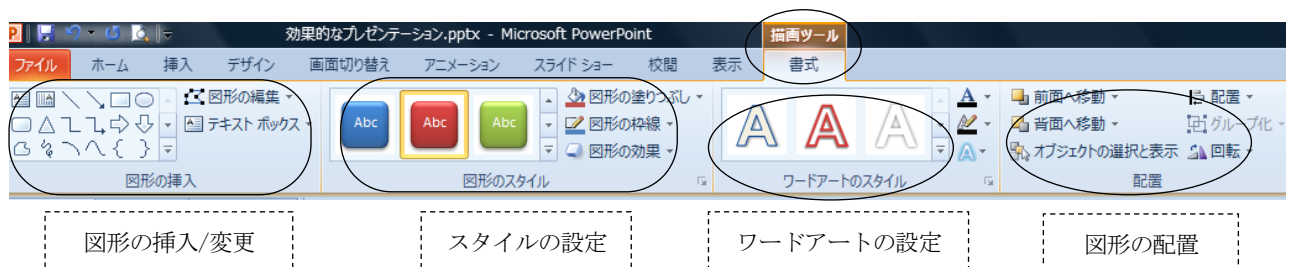 効果的なプレゼンテーション.pptx - Microsoft PowerPoint
描画ツール
ファイル ホーム 挿入 デザイン 画面切り替え アニメーション スライド ショー 校閲 表示 書式
図形の編集
テキスト ボックス
図形の挿入
Abc Abc Abc
図形の塗りつぶし
図形の枠線
図形の効果
図形のスタイル
A A A
A
A
ワードアートのスタイル
前面へ移動
背面へ移動
オブジェクトの選択と表示
配置
グループ化
回転
配置
図形の挿入/変更
スタイルの設定
ワードアートの設定
図形の配置